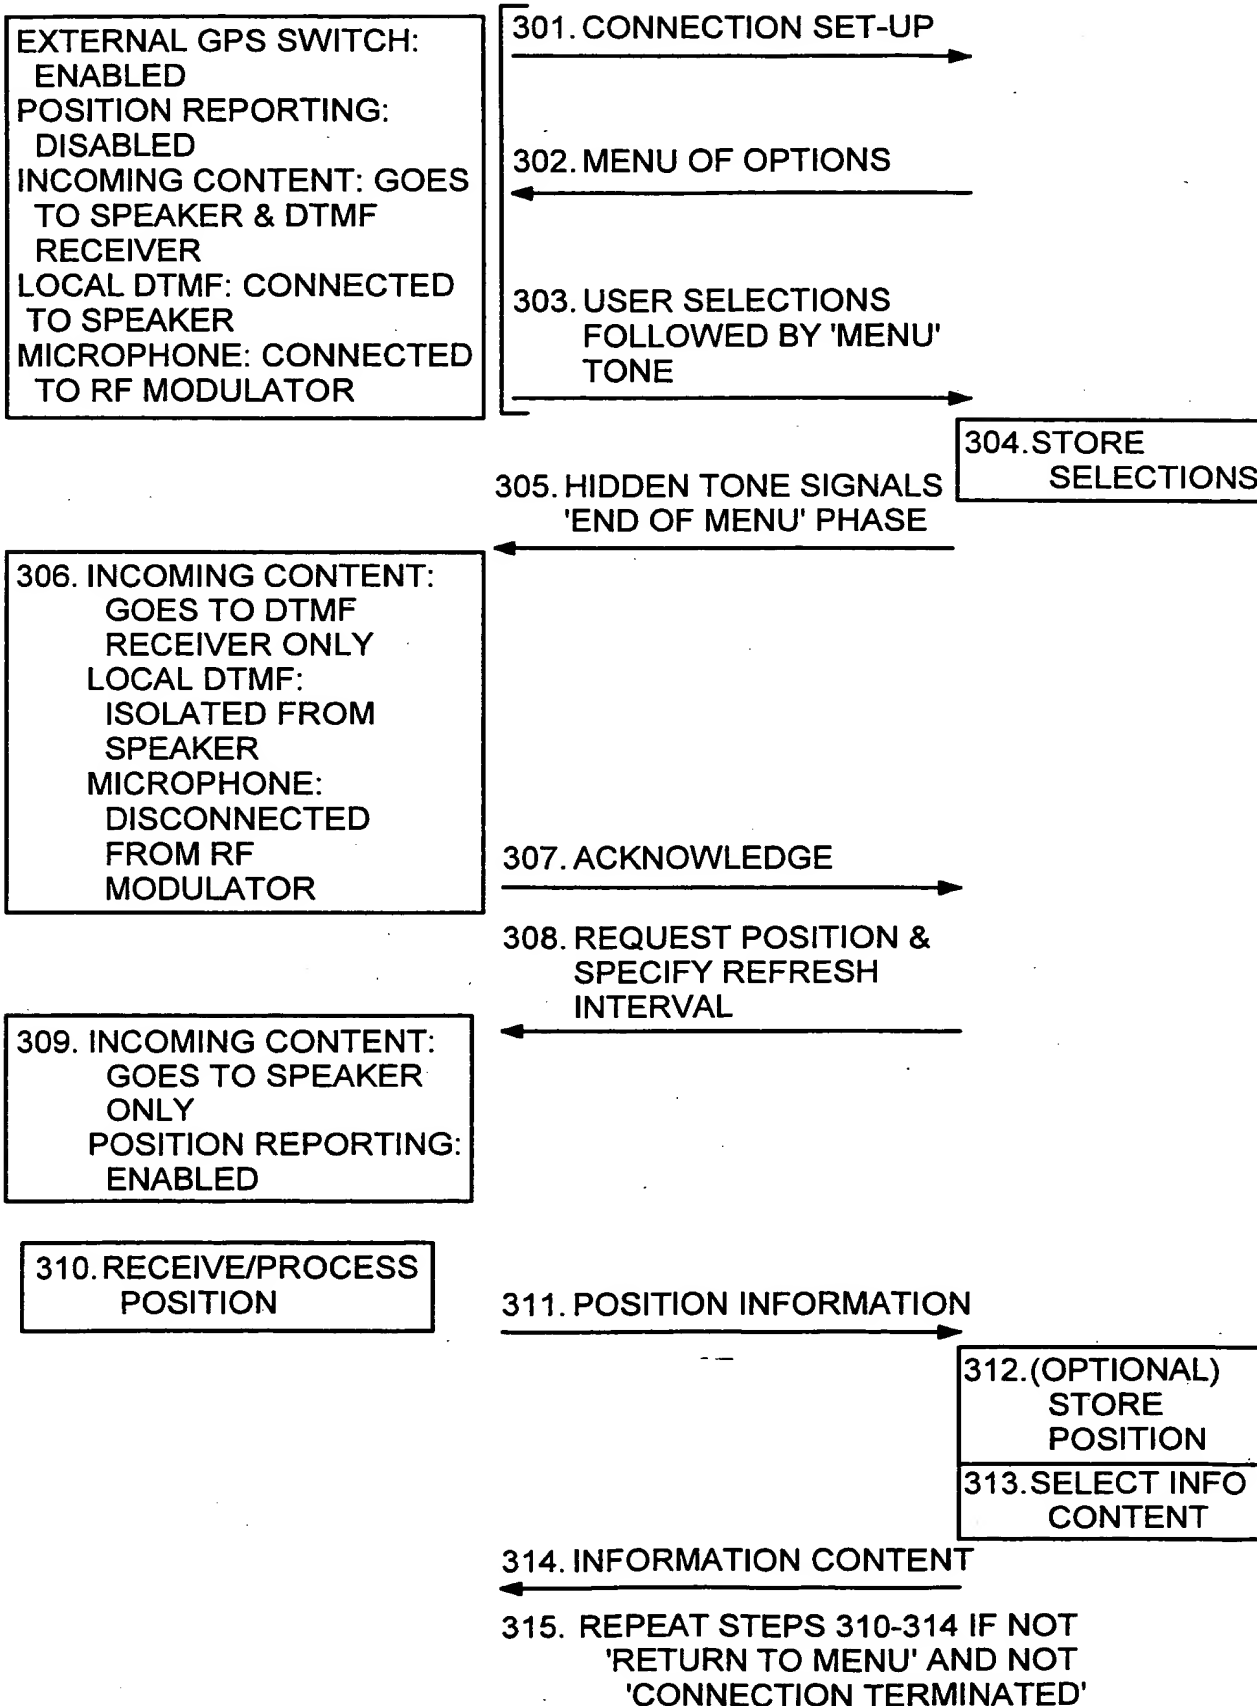 EXTERNAL GPS SWITCH:
ENABLED
POSITION REPORTING:
DISABLED
INCOMING CONTENT: GOES
TO SPEAKER & DTMF
RECEIVER
LOCAL DTMF: CONNECTED
TO SPEAKER
MICROPHONE: CONNECTED
TO RF MODULATOR
301. CONNECTION SET-UP
302. MENU OF OPTIONS
303. USER SELECTIONS
FOLLOWED BY 'MENU'
TONE
304. STORE
SELECTIONS
305. HIDDEN TONE SIGNALS
'END OF MENU' PHASE
306. INCOMING CONTENT:
GOES TO DTMF
RECEIVER ONLY
LOCAL DTMF:
ISOLATED FROM
SPEAKER
MICROPHONE:
DISCONNECTED
FROM RF
MODULATOR
307. ACKNOWLEDGE
308. REQUEST POSITION &
SPECIFY REFRESH
INTERVAL
309. INCOMING CONTENT:
GOES TO SPEAKER
ONLY
POSITION REPORTING:
ENABLED
310. RECEIVE/PROCESS
POSITION
311. POSITION INFORMATION
312. (OPTIONAL)
STORE
POSITION
313. SELECT INFO
CONTENT
314. INFORMATION CONTENT
315. REPEAT STEPS 310-314 IF NOT
'RETURN TO MENU' AND NOT
'CONNECTION TERMINATED'